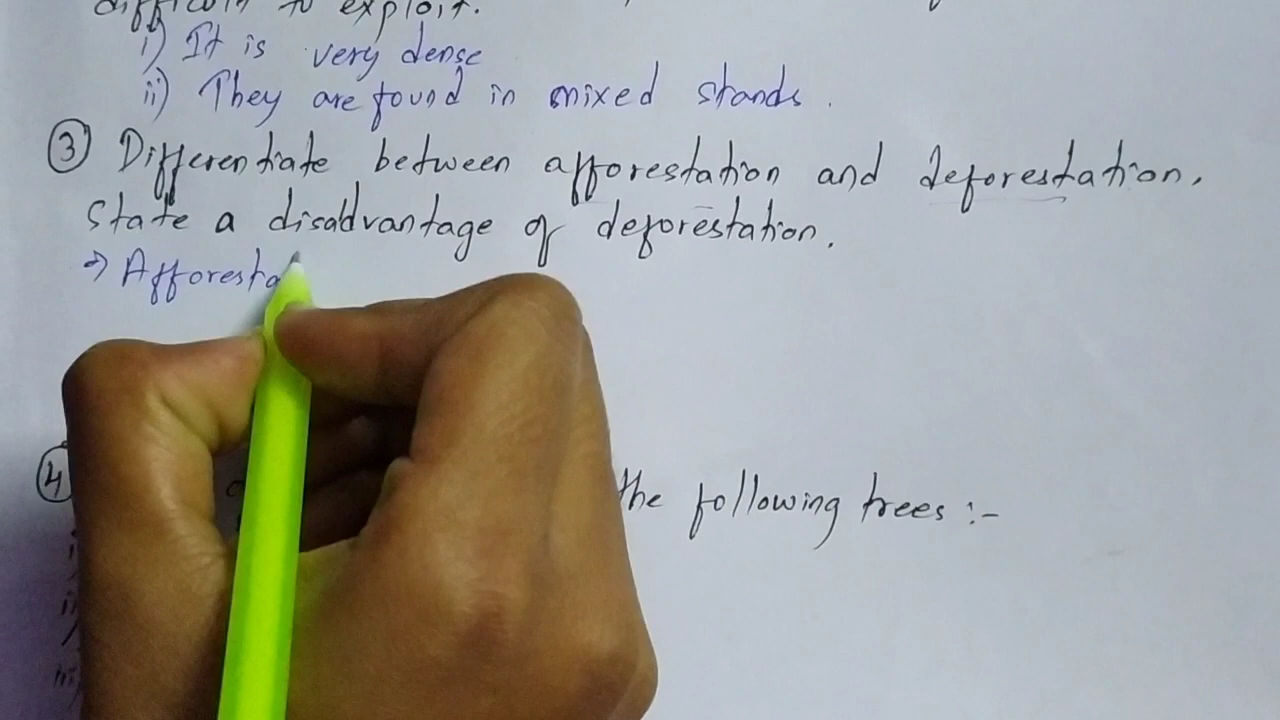 difficult to exploit.
i) It is very dense
ii) They are found in mixed stands.
③ Differentiate between afforestation and deforestation.
State a disadvantage of deforestation.
→ Afforesta
④ the following trees :-